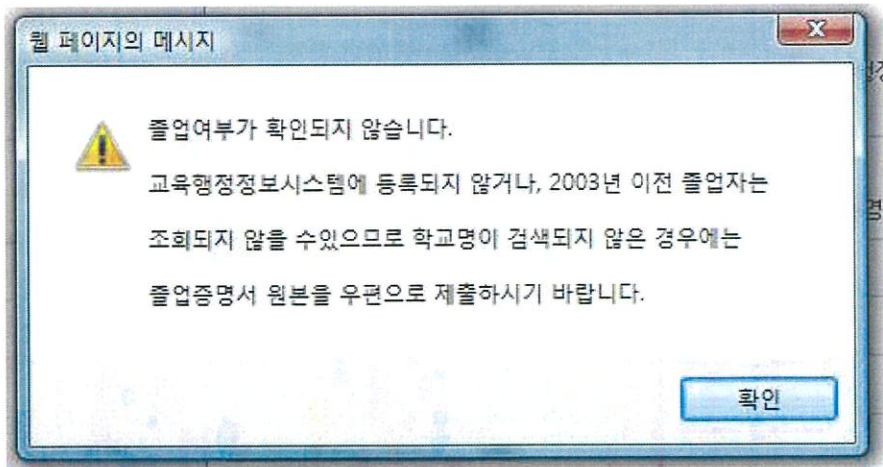 웹 페이지의 메시지
졸업여부가 확인되지 않습니다.
교육행정정보시스템에 등록되지 않거나, 2003년 이전 졸업자는
조회되지 않을 수있으므로 학교명이 검색되지 않은 경우에는
졸업증명서 원본을 우편으로 제출하시기 바랍니다.
확인